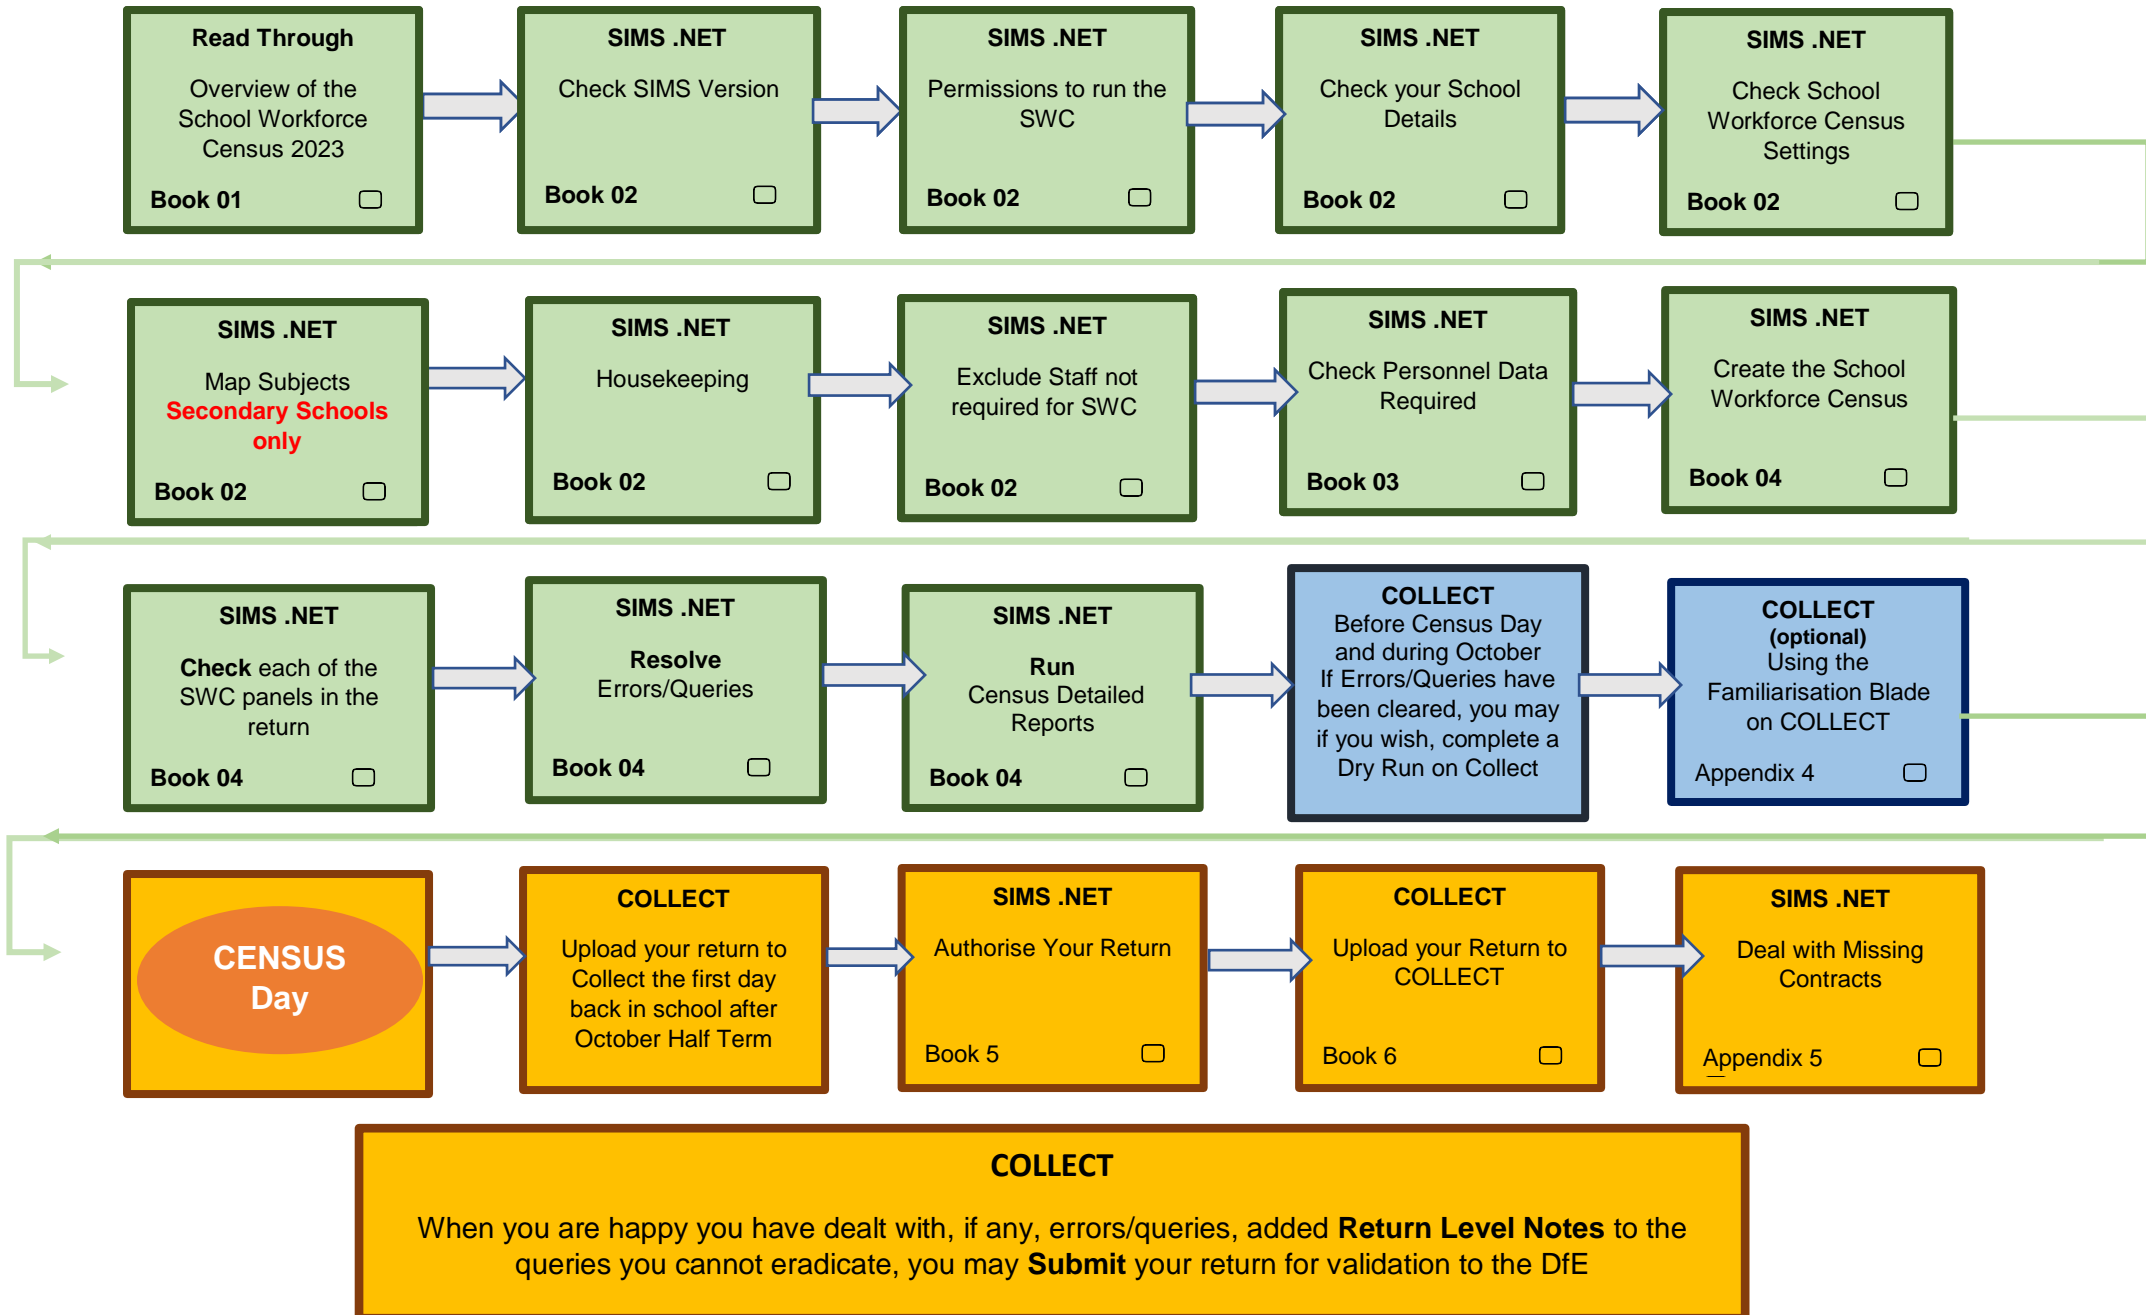 Read Through
Overview of the
School Workforce
Census 2023
Book 01
SIMS .NET
Check SIMS Version
Book 02
SIMS .NET
Permissions to run the
SWC
Book 02
SIMS .NET
Check your School
Details
Book 02
SIMS .NET
Check School
Workforce Census
Settings
Book 02
SIMS .NET
Map Subjects
Secondary Schools
only
Book 02
SIMS .NET
Housekeeping
Book 02
SIMS .NET
Exclude Staff not
required for SWC
Book 02
SIMS .NET
Check Personnel Data
Required
Book 03
SIMS .NET
Create the School
Workforce Census
Book 04
SIMS .NET
Check each of the
SWC panels in the
return
Book 04
SIMS .NET
Resolve
Errors/Queries
Book 04
SIMS .NET
Run
Census Detailed
Reports
Book 04
COLLECT
Before Census Day
and during October
If Errors/Queries have
been cleared, you may
if you wish, complete a
Dry Run on Collect
COLLECT
(optional)
Using the
Familiarisation Blade
on COLLECT
Appendix 4
CENSUS
Day
COLLECT
Upload your return to
Collect the first day
back in school after
October Half Term
SIMS .NET
Authorise Your Return
Book 5
COLLECT
Upload your Return to
COLLECT
Book 6
SIMS .NET
Deal with Missing
Contracts
Appendix 5
COLLECT
When you are happy you have dealt with, if any, errors/queries, added Return Level Notes to the
queries you cannot eradicate, you may Submit your return for validation to the DfE